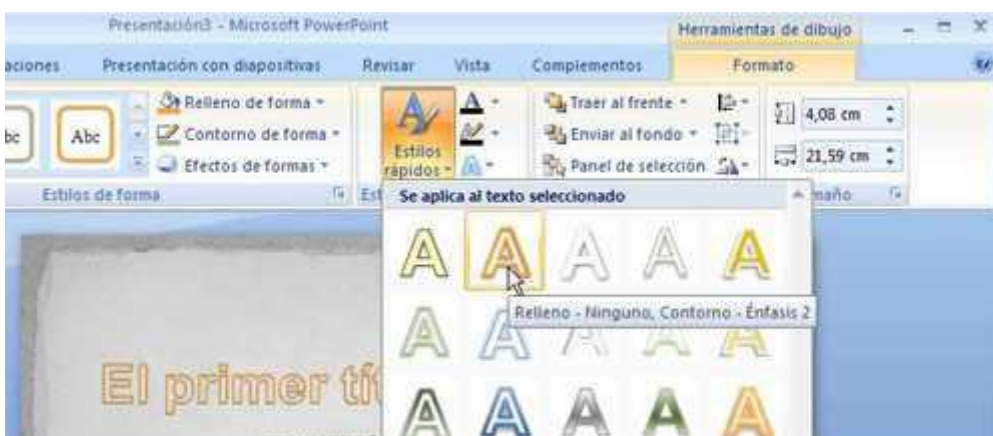 Presentación3 - Microsoft PowerPoint
Herramientas de dibujo
aciones Presentación con diapositivas Revisar Vista Complementos Formato
bc Abc
Relleno de forma
Contorno de forma
Efectos de formas
Estilos de forma
A
Estilos
rápidos
A
A
Traer al frente
Enviar al fondo
Panel de selección
4,08 cm
21,59 cm
maño
Est
Se aplica al texto seleccionado
A A A A A
Relleno - Ninguno, Contorno - Énfasis 2
A A A A A
A A A A A
El primer tít